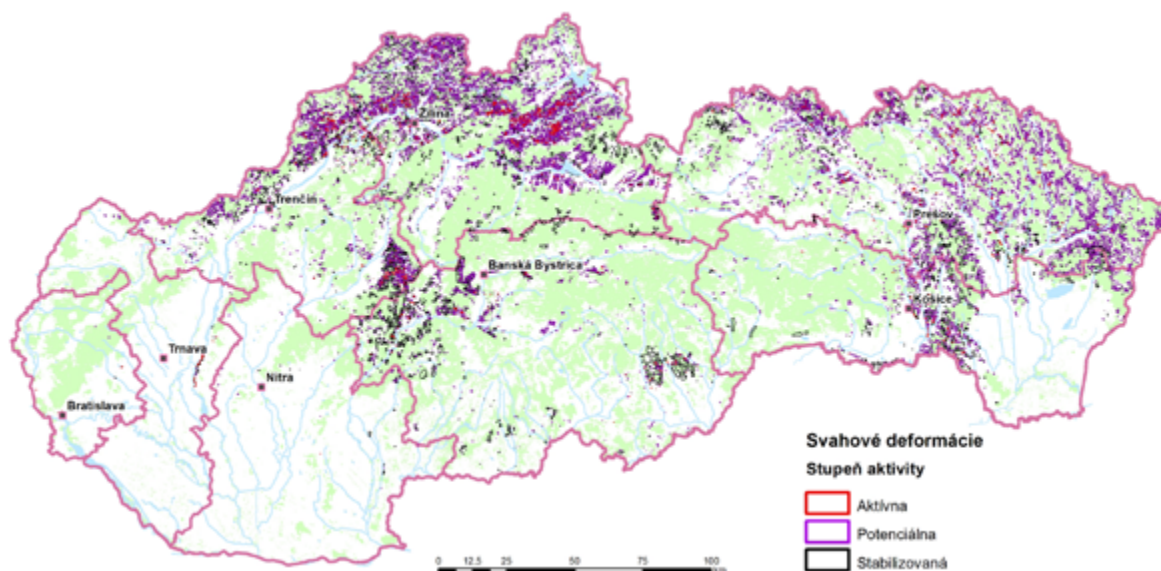 Žilina
Trenčín
Prešov
Banská Bystrica
Košice
Trnava
Nitra
Bratislava
Svahové deformácie
Stupeň aktivity
Aktívna
Potenciálna
Stabilizovaná
0 12,5 25 50 75 100